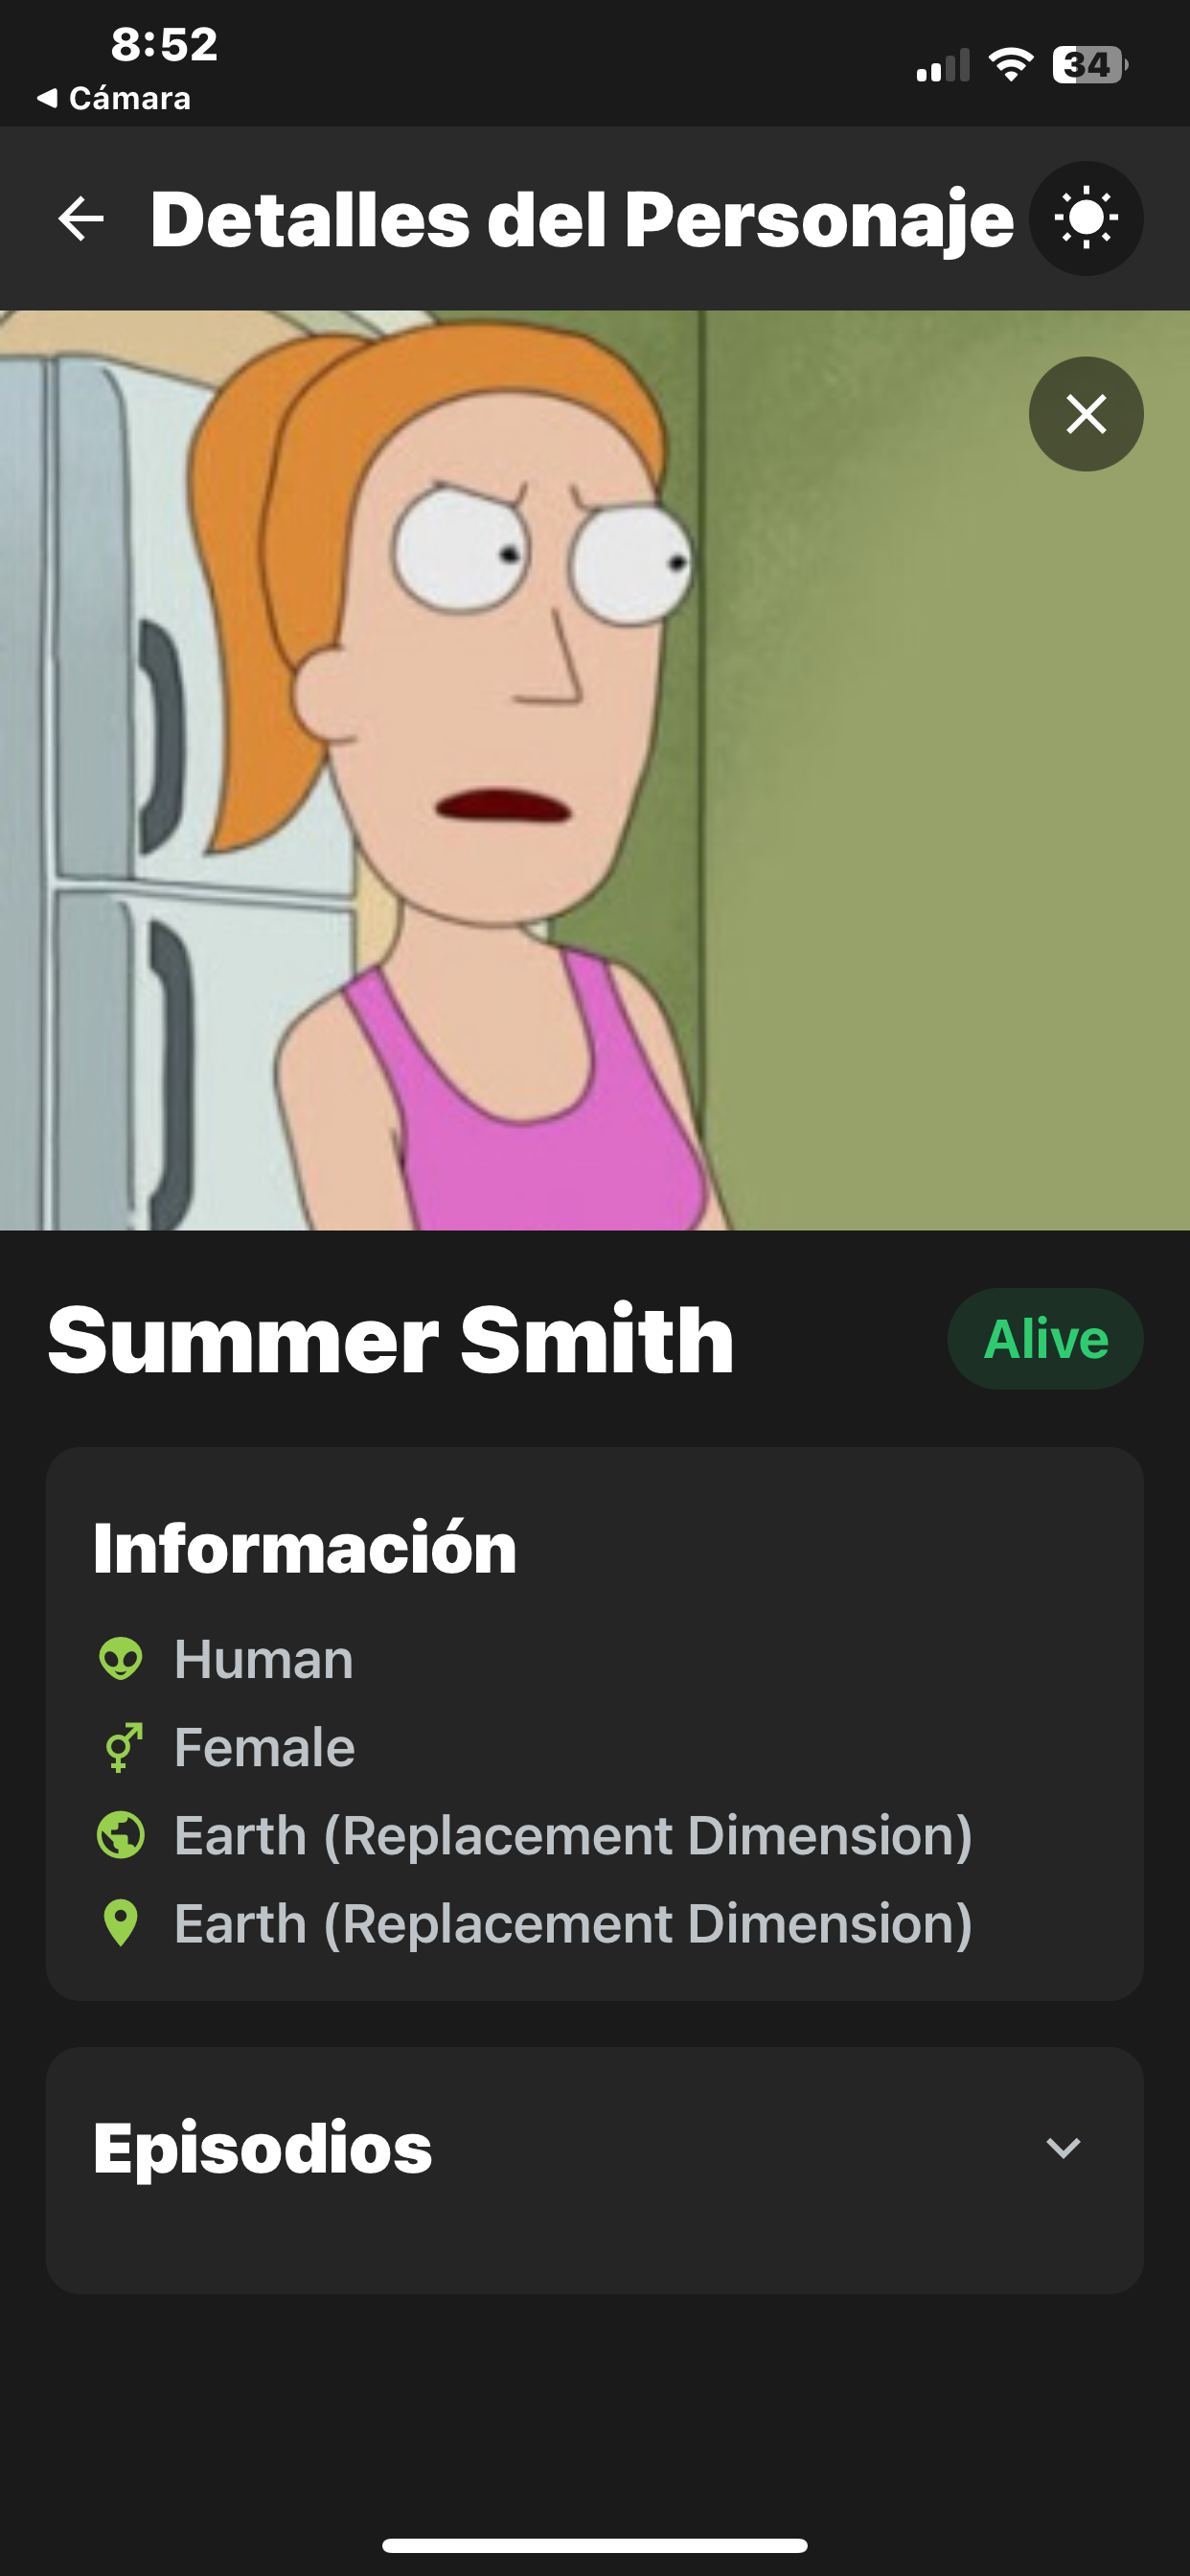 8:52
Cámara
34
Detalles del Personaje
Summer Smith
Alive
Información
Human
Female
Earth (Replacement Dimension)
Earth (Replacement Dimension)
Episodios